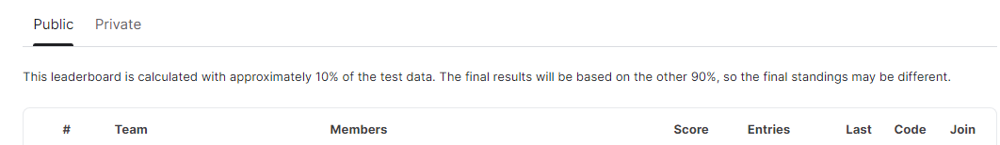 Public Private
This leaderboard is calculated with approximately 10% of the test data. The final results will be based on the other 90%, so the final standings may be different.
# Team Members Score Entries Last Code Join